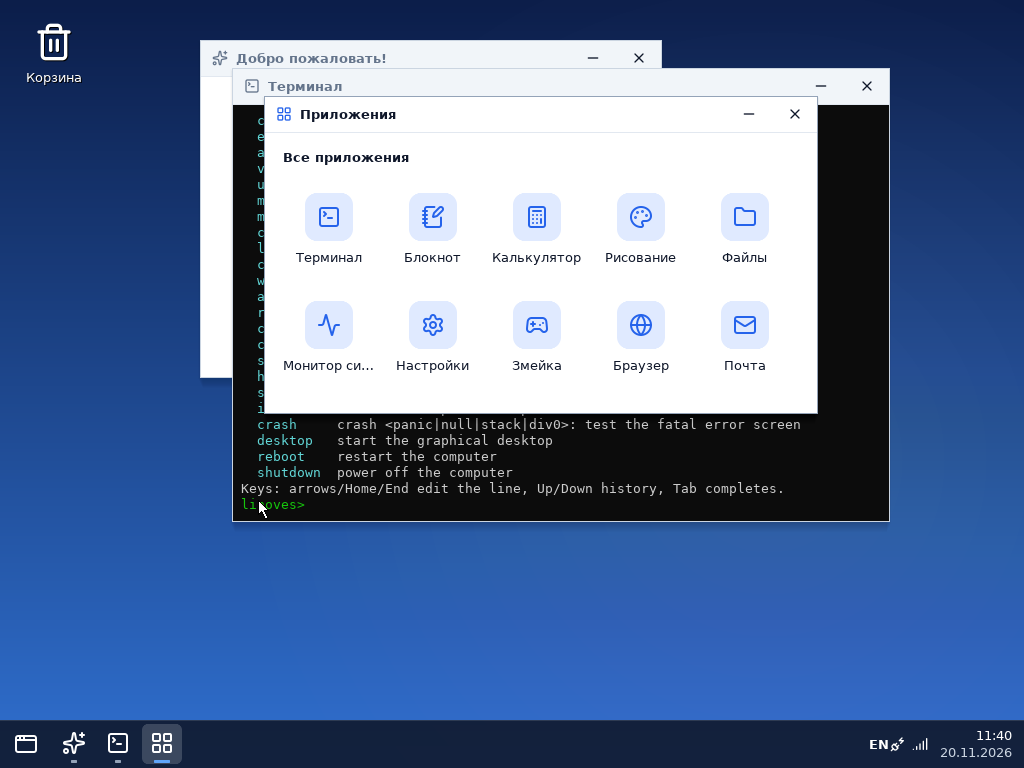 Корзина
Добро пожаловать!
Терминал
Приложения
Все приложения
Терминал
Блокнот
Калькулятор
Рисование
Файлы
Монитор си...
Настройки
Змейка
Браузер
Почта
c
e
a
v
u
m
m
c
l
c
w
a
r
c
c
s
h
s
i
crash crash <panic|null|stack|div0>: test the fatal error screen
desktop start the graphical desktop
reboot restart the computer
shutdown power off the computer
Keys: arrows/Home/End edit the line, Up/Down history, Tab completes.
EN
11:40
20.11.2026